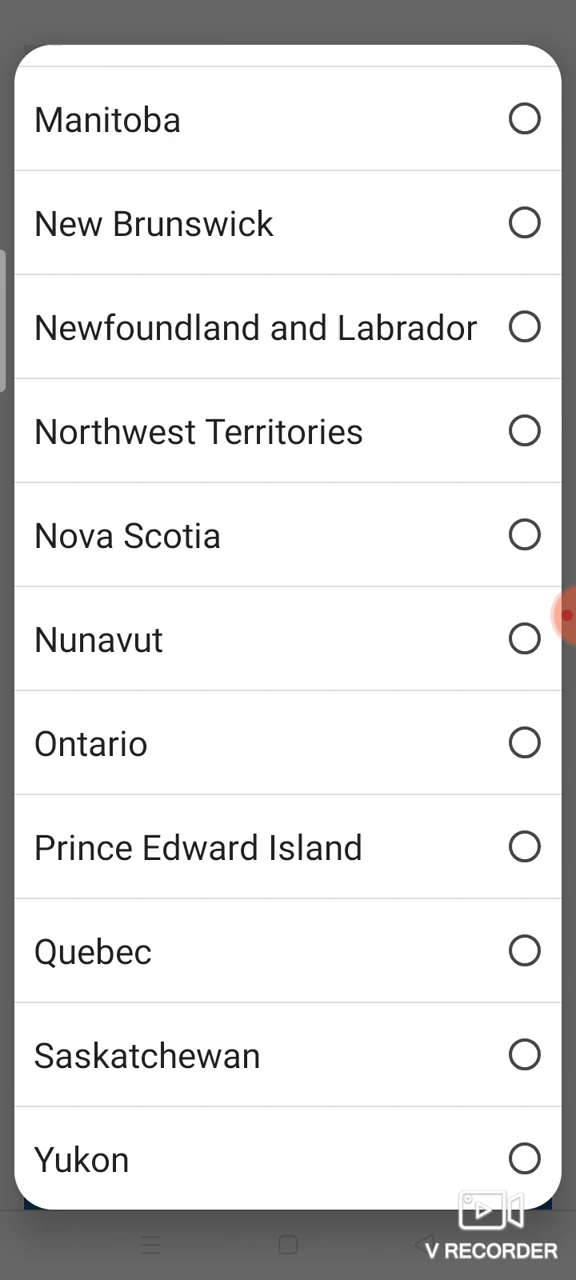 Manitoba
New Brunswick
Newfoundland and Labrador
Northwest Territories
Nova Scotia
Nunavut
Ontario
Prince Edward Island
Quebec
Saskatchewan
Yukon
V RECORDER